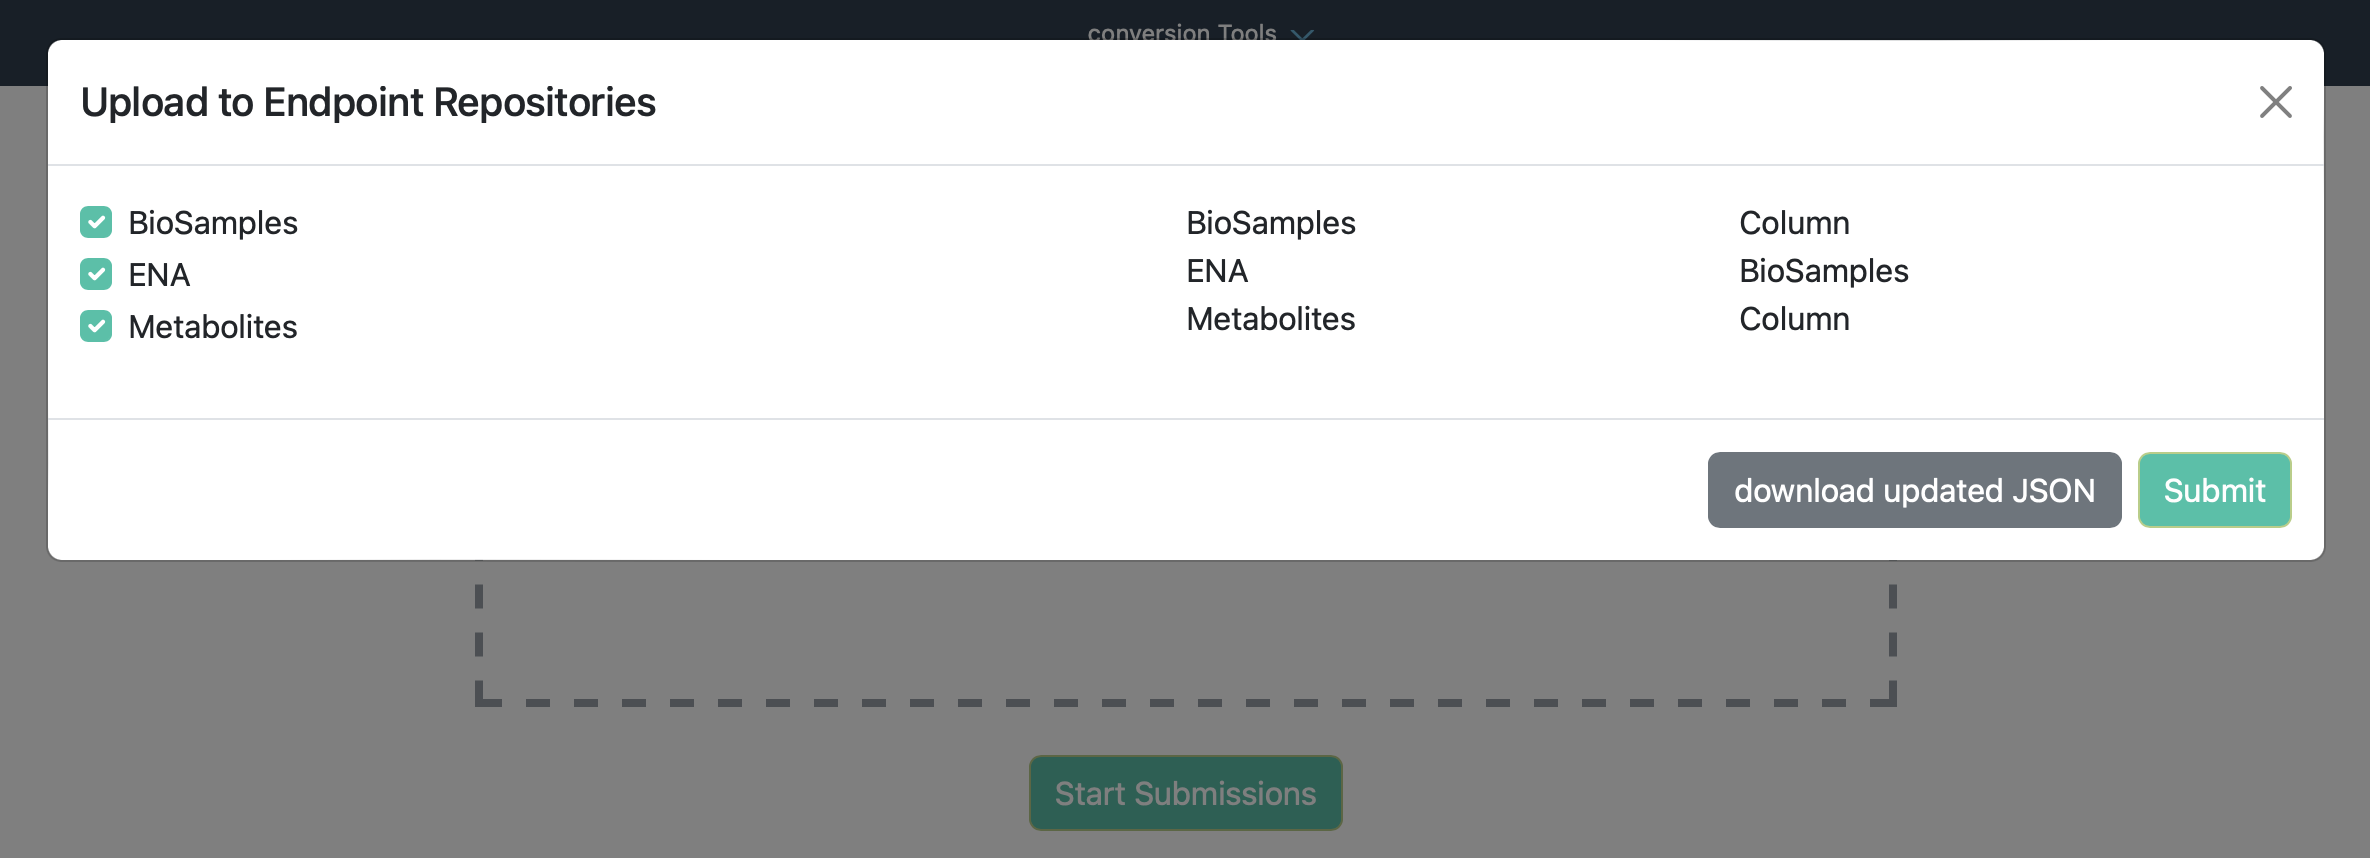 conversion Tools
Upload to Endpoint Repositories
BioSamples
ENA
Metabolites
BioSamples
ENA
Metabolites
Column
BioSamples
Column
download updated JSON
Submit
Start Submissions